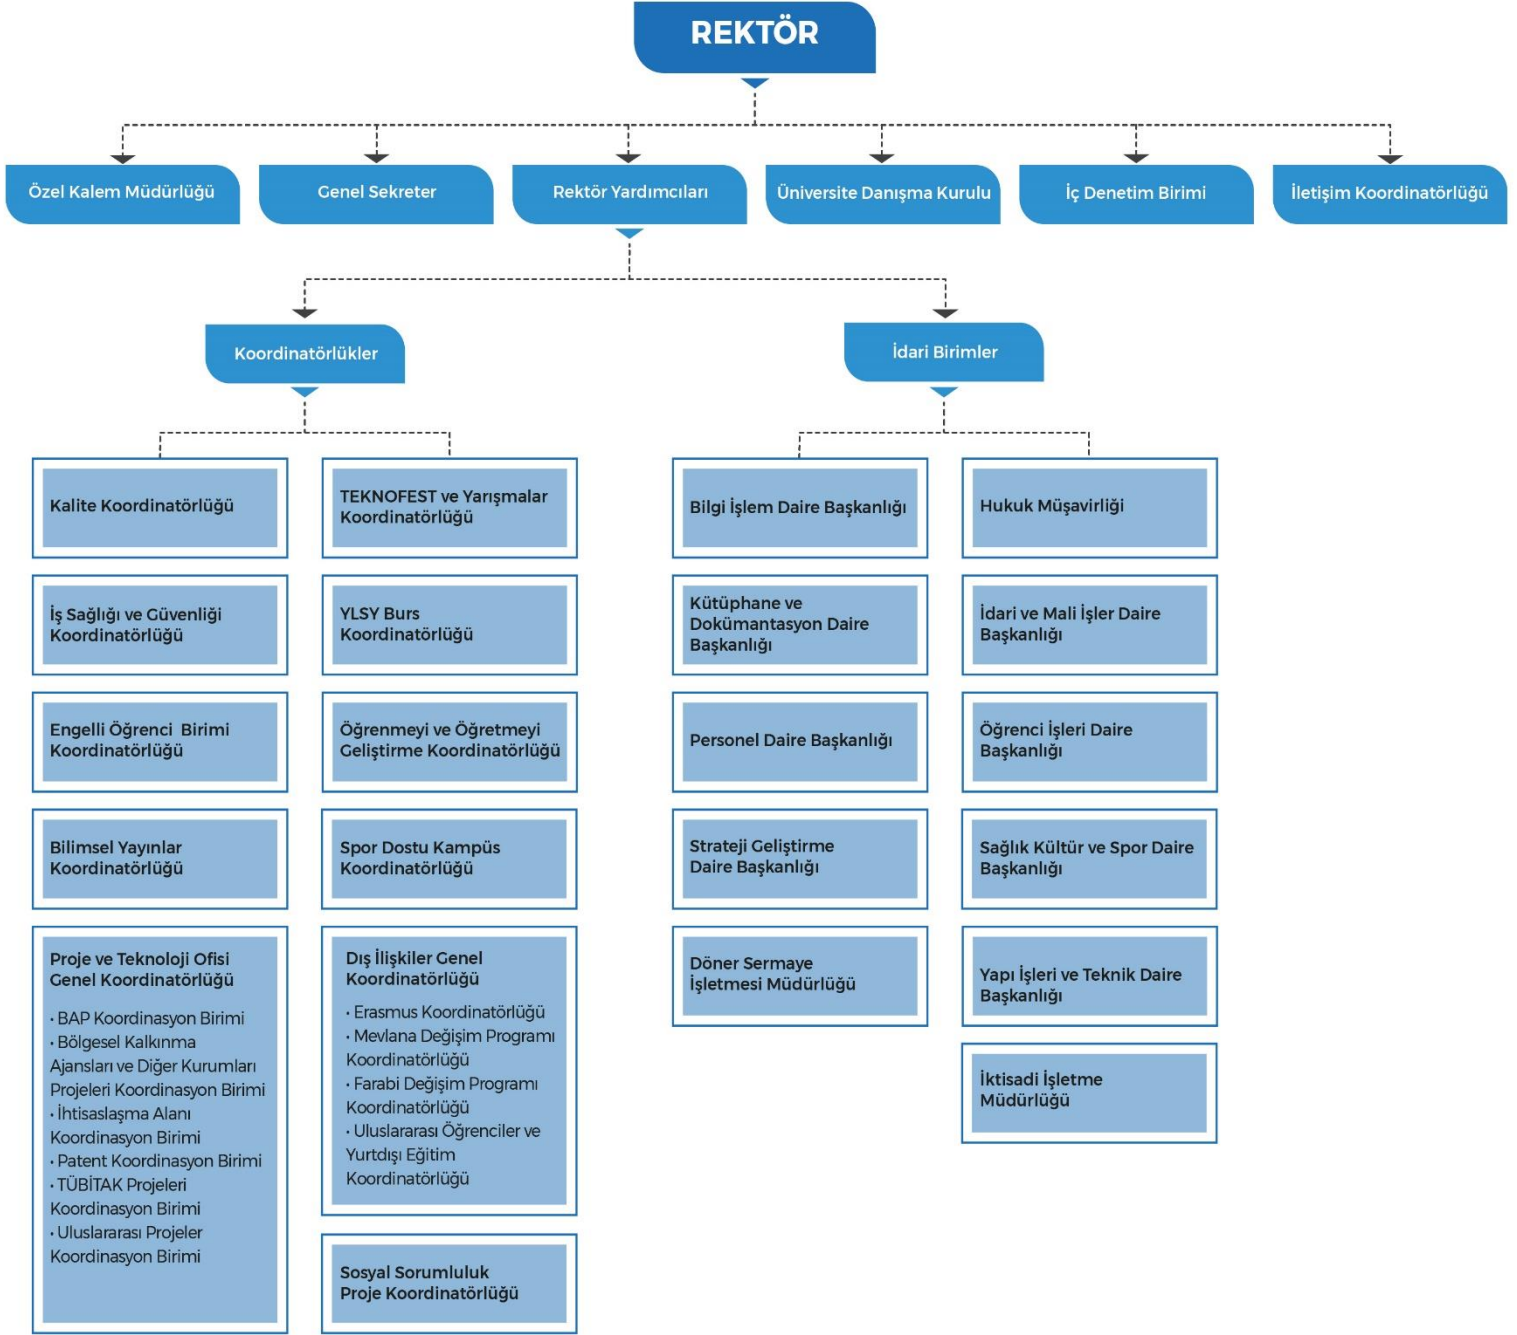 REKTÖR
Özel Kalem Müdürlüğü
Genel Sekreter
Rektör Yardımcıları
Üniversite Danışma Kurulu
İç Denetim Birimi
İletişim Koordinatörlüğü
Koordinatörlükler
İdari Birimler
Kalite Koordinatörlüğü
İş Sağlığı ve Güvenliği
Koordinatörlüğü
Engelli Öğrenci Birimi
Koordinatörlüğü
Bilimsel Yayınlar
Koordinatörlüğü
Proje ve Teknoloji Ofisi
Genel Koordinatörlüğü
• BAP Koordinasyon Birimi
• Bölgesel Kalkınma
Ajansları ve Diğer Kurumları
Projeleri Koordinasyon Birimi
• İhtisaslaşma Alanı
Koordinasyon Birimi
• Patent Koordinasyon Birimi
• TÜBİTAK Projeleri
Koordinasyon Birimi
• Uluslararası Projeler
Koordinasyon Birimi
TEKNOFEST ve Yarışmalar
Koordinatörlüğü
YLSY Burs
Koordinatörlüğü
Öğrenmeyi ve Öğretmeyi
Geliştirme Koordinatörlüğü
Spor Dostu Kampüs
Koordinatörlüğü
Dış İlişkiler Genel
Koordinatörlüğü
• Erasmus Koordinatörlüğü
• Mevlana Değişim Programı
Koordinatörlüğü
• Farabi Değişim Programı
Koordinatörlüğü
• Uluslararası Öğrenciler ve
Yurtdışı Eğitim
Koordinatörlüğü
Sosyal Sorumluluk
Proje Koordinatörlüğü
Bilgi İşlem Daire Başkanlığı
Kütüphane ve
Dokümantasyon Daire
Başkanlığı
Personel Daire Başkanlığı
Strateji Geliştirme
Daire Başkanlığı
Döner Sermaye
İşletmesi Müdürlüğü
Hukuk Müşavirliği
İdari ve Mali İşler Daire
Başkanlığı
Öğrenci İşleri Daire
Başkanlığı
Sağlık Kültür ve Spor Daire
Başkanlığı
Yapı İşleri ve Teknik Daire
Başkanlığı
İktisadi İşletme
Müdürlüğü